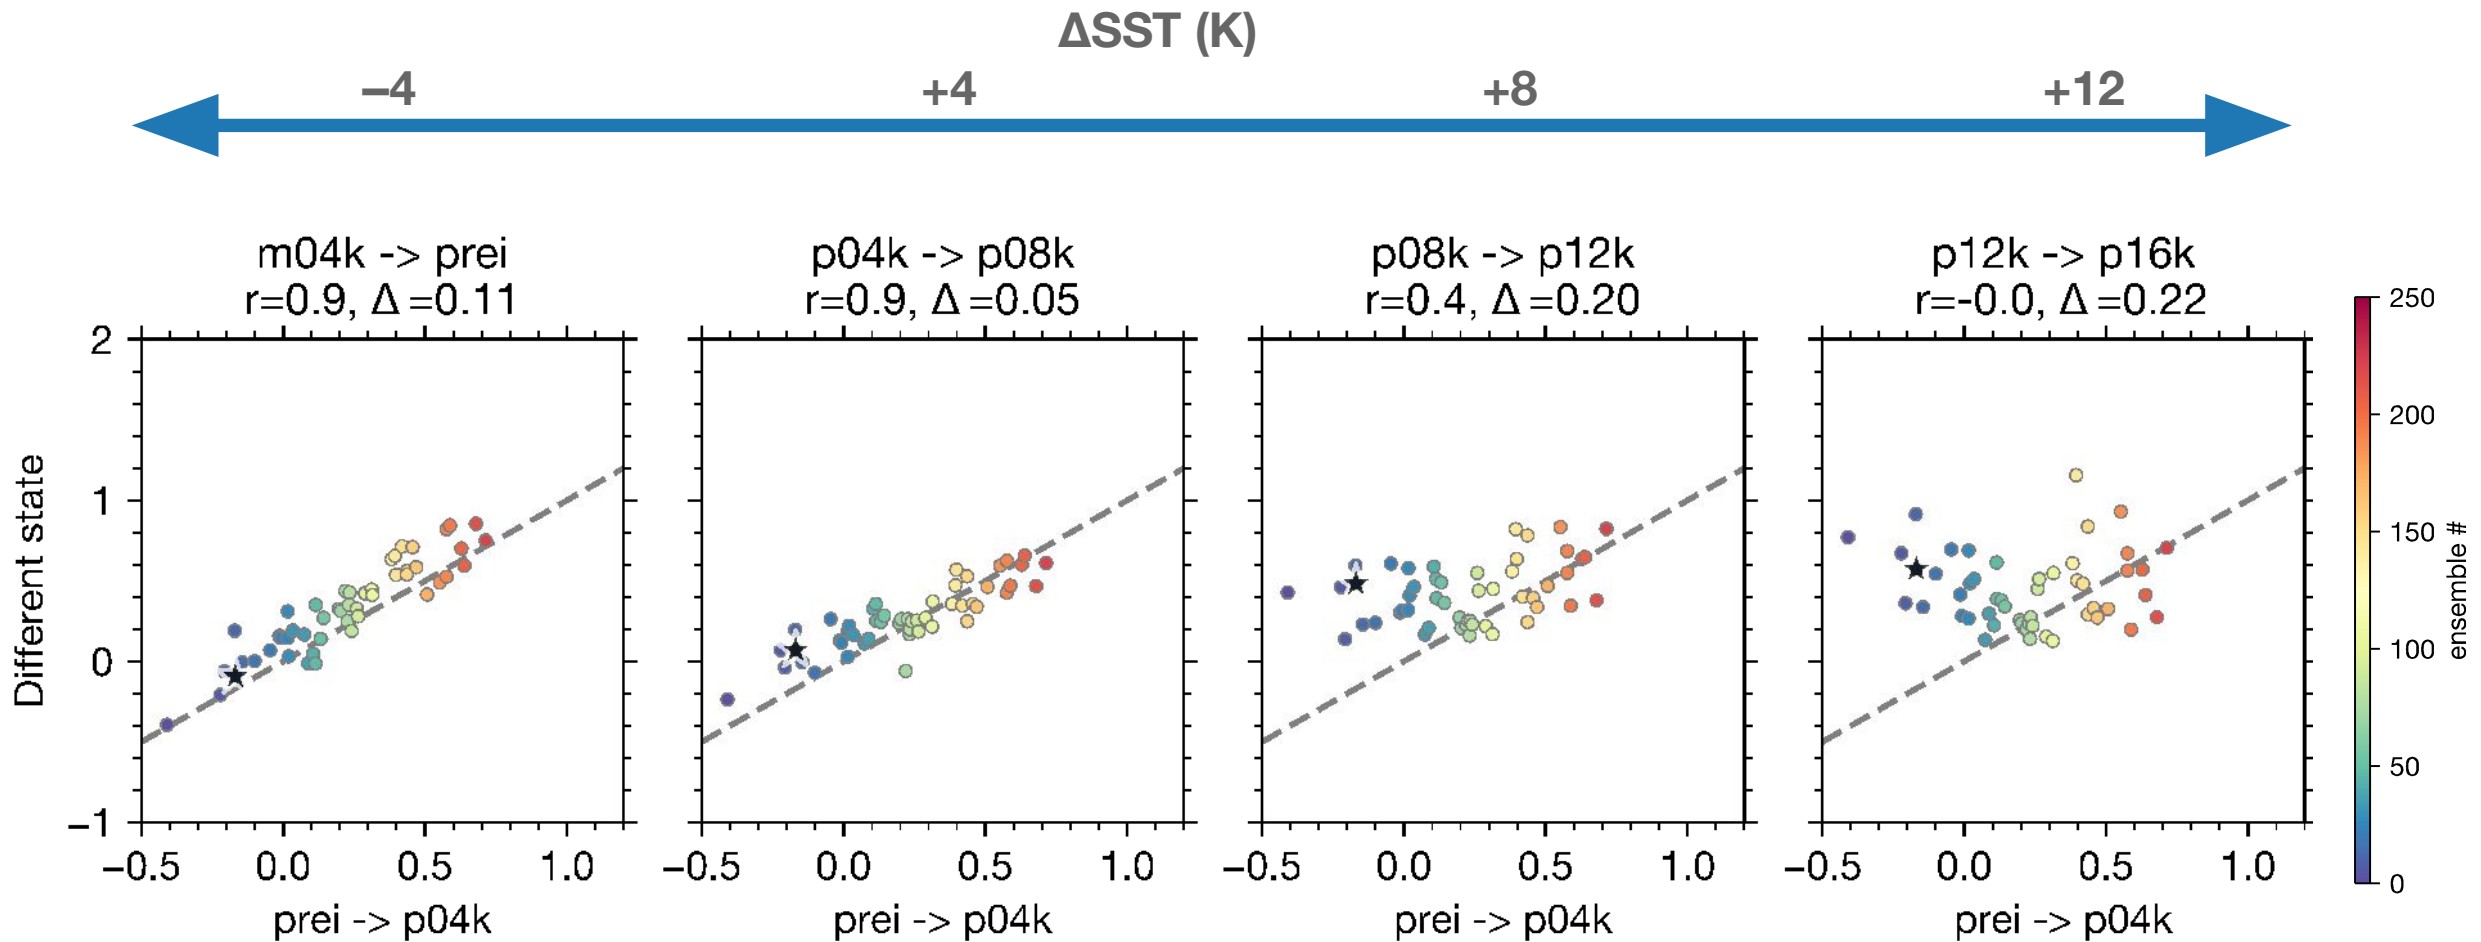 ΔSST (K)
−4 +4 +8 +12
m04k -> prei
r=0.9, Δ =0.11
p04k -> p08k
r=0.9, Δ =0.05
p08k -> p12k
r=0.4, Δ =0.20
p12k -> p16k
r=-0.0, Δ =0.22
Different state
2
1
0
−1
−0.5 0.0 0.5 1.0
−0.5 0.0 0.5 1.0
−0.5 0.0 0.5 1.0
−0.5 0.0 0.5 1.0
prei -> p04k
prei -> p04k
prei -> p04k
prei -> p04k
250
200
150
100
50
0
ensemble #